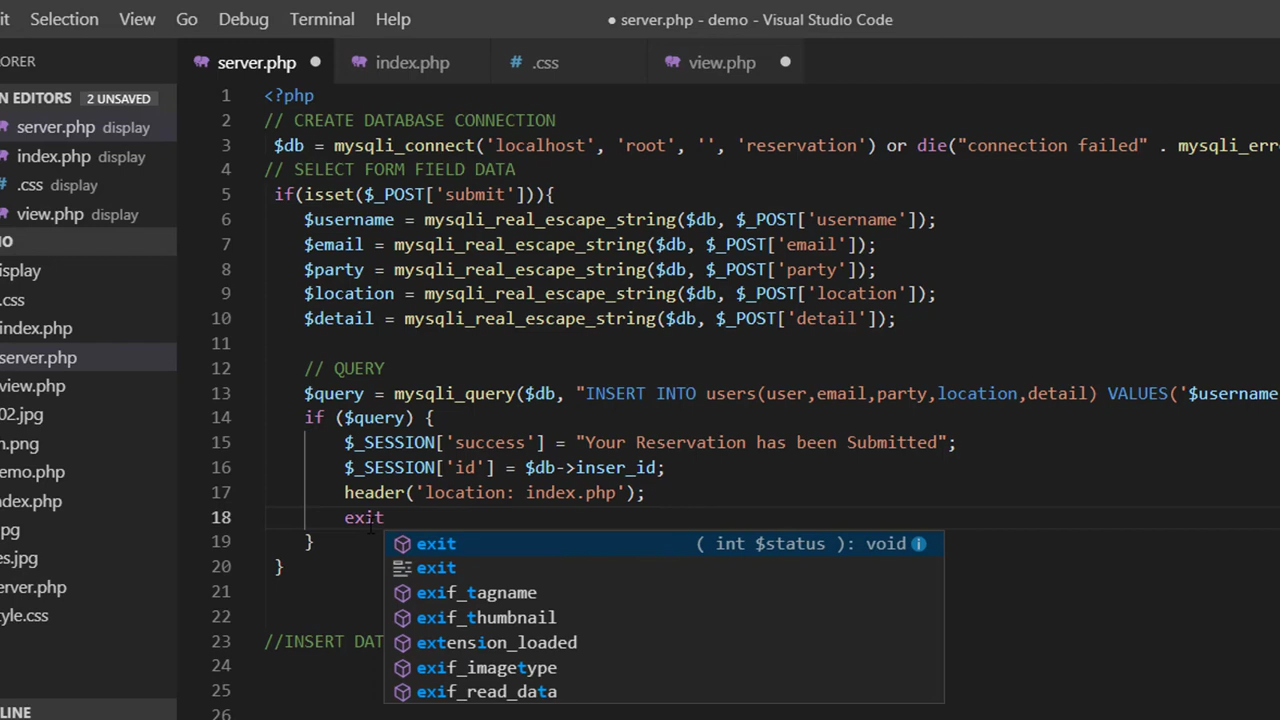 it Selection View Go Debug Terminal Help ● server.php - demo - Visual Studio Code
ORER server.php index.php # .css view.php
N EDITORS 2 UNSAVED
server.php display
index.php display
.css display
view.php display
MO
isplay
.css
index.php
server.php
view.php
02.jpg
n.png
demo.php
index.php
jpg
s.jpg
erver.php
tyle.css
LINE
1 <?php
2 // CREATE DATABASE CONNECTION
3 $db = mysqli_connect('localhost', 'root', '', 'reservation') or die("connection failed" . mysqli_erro
4 // SELECT FORM FIELD DATA
5 if(isset($_POST['submit'])){
6 $username = mysqli_real_escape_string($db, $_POST['username']);
7 $email = mysqli_real_escape_string($db, $_POST['email']);
8 $party = mysqli_real_escape_string($db, $_POST['party']);
9 $location = mysqli_real_escape_string($db, $_POST['location']);
10 $detail = mysqli_real_escape_string($db, $_POST['detail']);
11
12 // QUERY
13 $query = mysqli_query($db, "INSERT INTO users(user,email,party,location,detail) VALUES('$username
14 if ($query) {
15 $_SESSION['success'] = "Your Reservation has been Submitted";
16 $_SESSION['id'] = $db->inser_id;
17 header('location: index.php');
18 exit
19 } exit ( int $status ): void
20 } exit
21 exif_tagname
22 exif_thumbnail
23 //INSERT DAT extension_loaded
24 exif_imagetype
25 exif_read_data
26